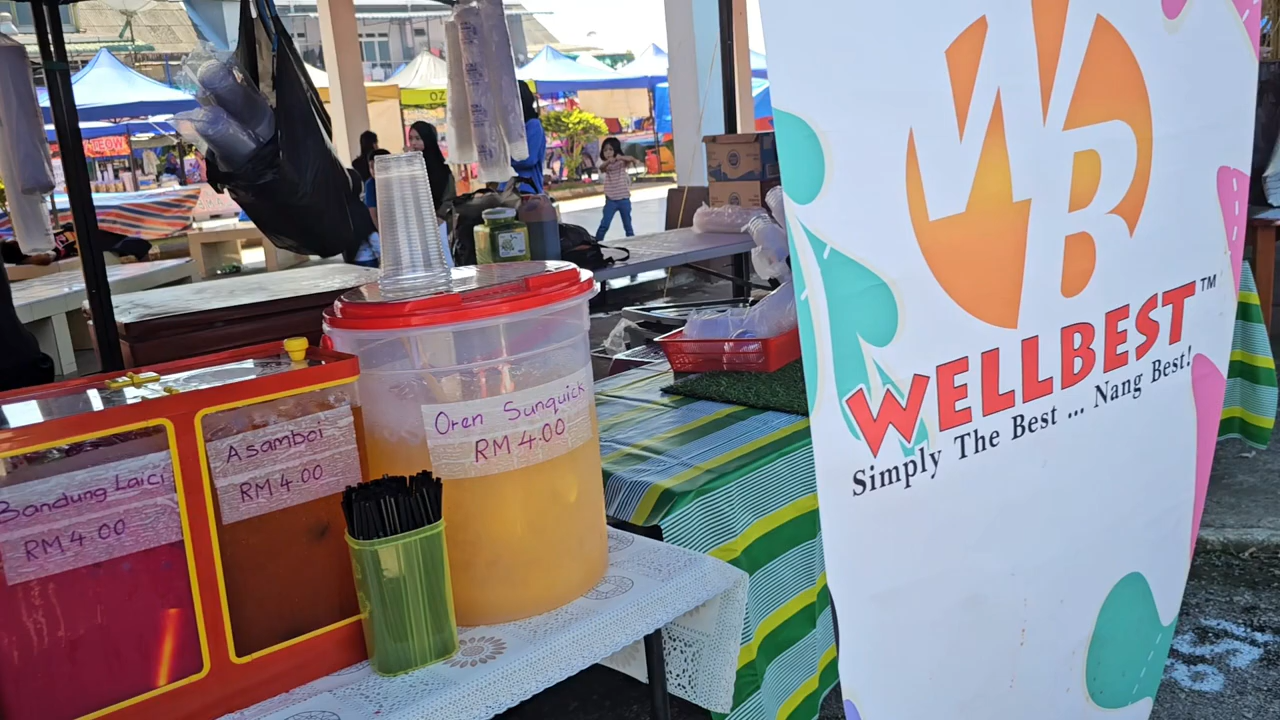 Bandung Laici
RM 4.00
Asamboi
RM 4.00
Oren Sunquick
RM 4.00
WB
WELLBEST™
Simply The Best ... Nang Best!
OZ